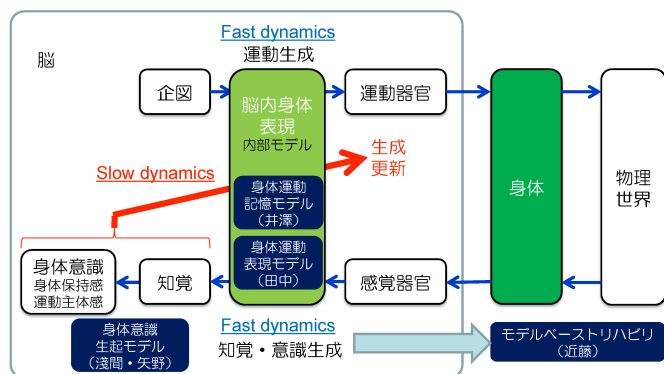 Fast dynamics
運動生成
脳
企図
脳内身体
表現
内部モデル
運動器官
身体
物理
世界
Slow dynamics
生成
更新
身体運動
記憶モデル
（井澤）
身体運動
表現モデル
（田中）
身体意識
身体保持感
運動主体感
知覚
感覚器官
身体意識
生起モデル
（淺間・矢野）
Fast dynamics
知覚・意識生成
モデルベーストリハビリ
（近藤）